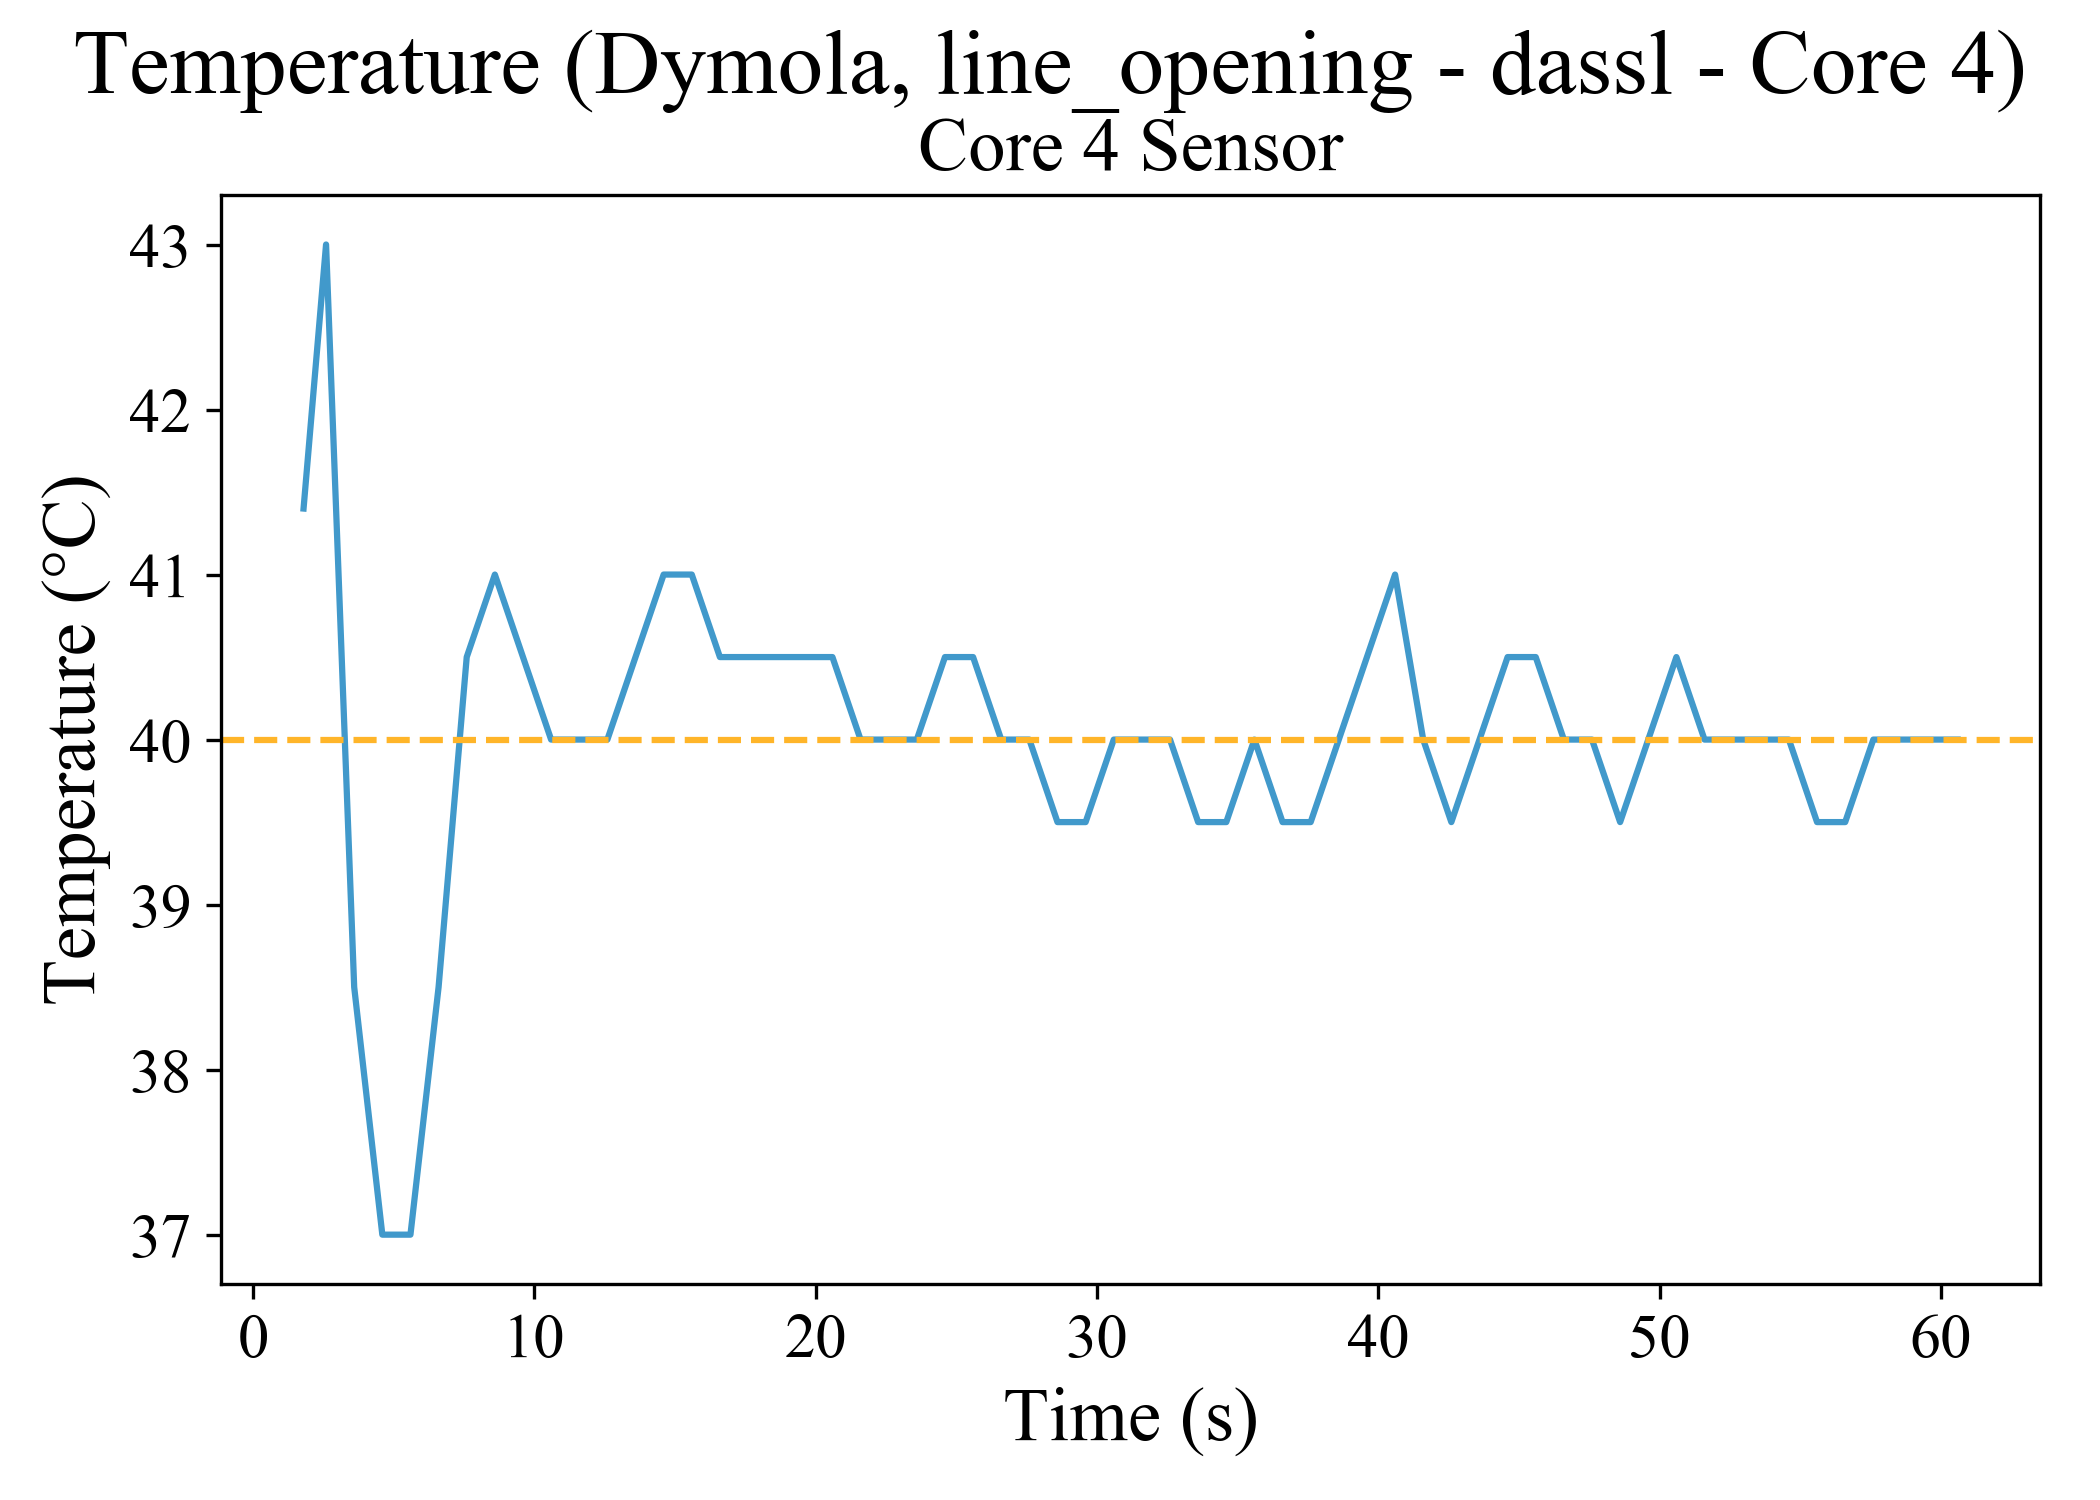 Temperature (Dymola, line_opening - dassl - Core 4)
Core 4 Sensor
Temperature (°C)
43
42
41
40
39
38
37
0 10 20 30 40 50 60
Time (s)